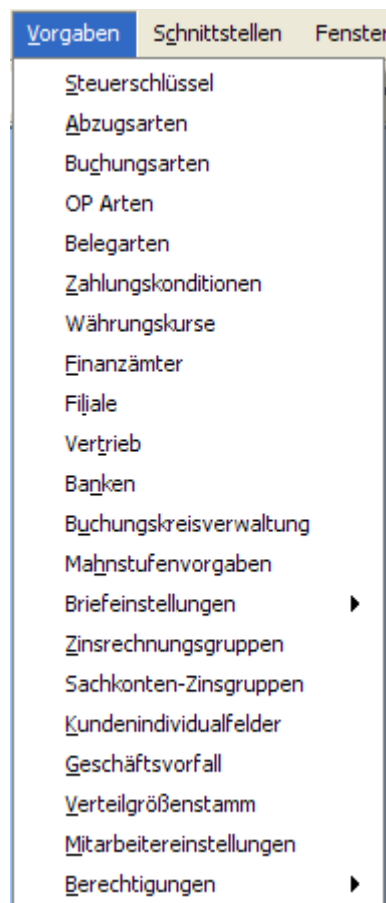 Vorgaben Schnittstellen Fenster
Steuerschlüssel
Abzugsarten
Buchungsarten
OP Arten
Belegarten
Zahlungskonditionen
Währungskurse
Finanzämter
Filiale
Vertrieb
Banken
Buchungskreisverwaltung
Mahnstufenvorgaben
Briefeinstellungen
Zinsrechnungsgruppen
Sachkonten-Zinsgruppen
Kundenindividualfelder
Geschäftsvorfall
Verteilgrößenstamm
Mitarbeitereinstellungen
Berechtigungen